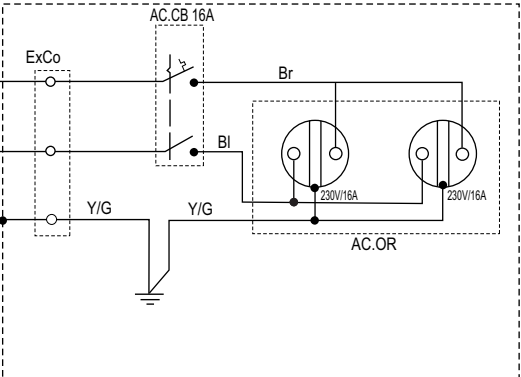 AC.CB 16A
ExCo
Br
Bl
230V/16A
230V/16A
Y/G
Y/G
AC.OR